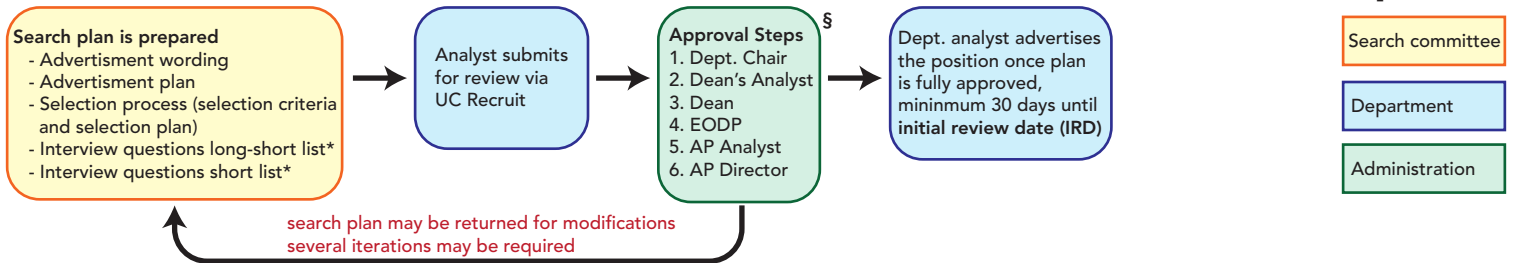 Search plan is prepared
- Advertisment wording
- Advertisment plan
- Selection process (selection criteria
and selection plan)
- Interview questions long-short list*
- Interview questions short list*
Analyst submits
for review via
UC Recruit
§
Approval Steps
1. Dept. Chair
2. Dean's Analyst
3. Dean
4. EODP
5. AP Analyst
6. AP Director
Dept. analyst advertises
the position once plan
is fully approved,
mininmum 30 days until
initial review date (IRD)
search plan may be returned for modifications
several iterations may be required
Search committee
Department
Administration